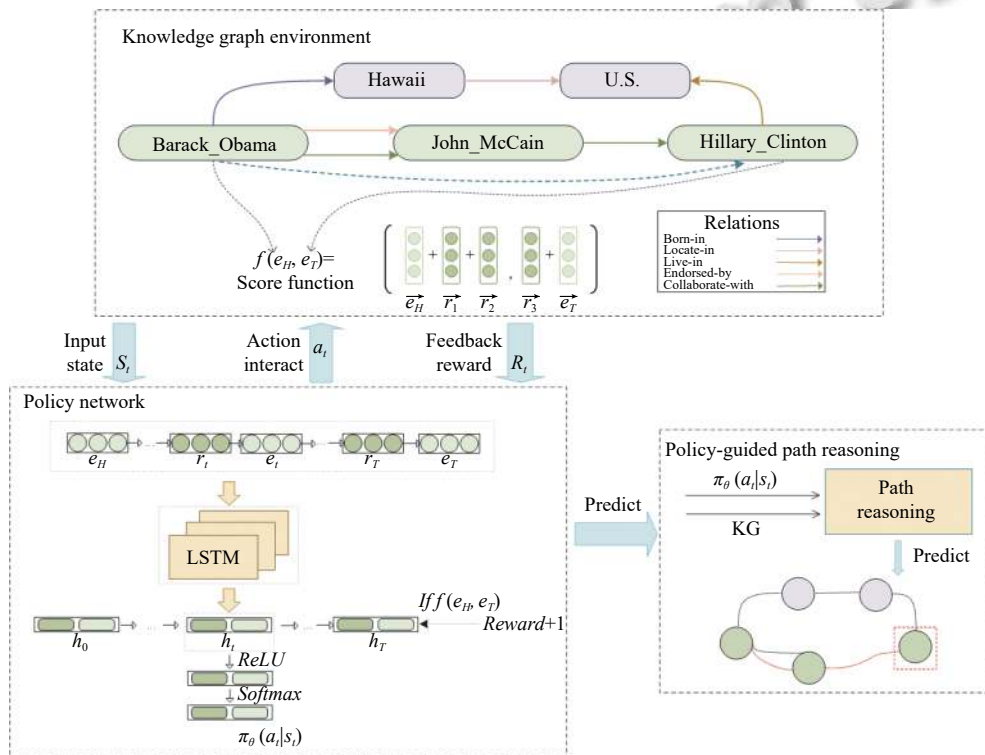 Knowledge graph environment
Hawaii
U.S.
Barack_Obama
John_McCain
Hillary_Clinton
f (e_H, e_T)=
Score function
+ + , +
e_H r_1 r_2 r_3 e_T
Relations
Born-in
Locate-in
Live-in
Endorsed-by
Collaborate-with
Input
state S_t
Action
interact a_t
Feedback
reward R_t
Policy network
... ...
e_H r_t e_t r_T e_T
LSTM
If f (e_H, e_T)
Reward+1
... ...
h_0 h_t h_T
ReLU
Softmax
π_θ (a_t|s_t)
Predict
Policy-guided path reasoning
π_θ (a_t|s_t)
KG
Path
reasoning
Predict